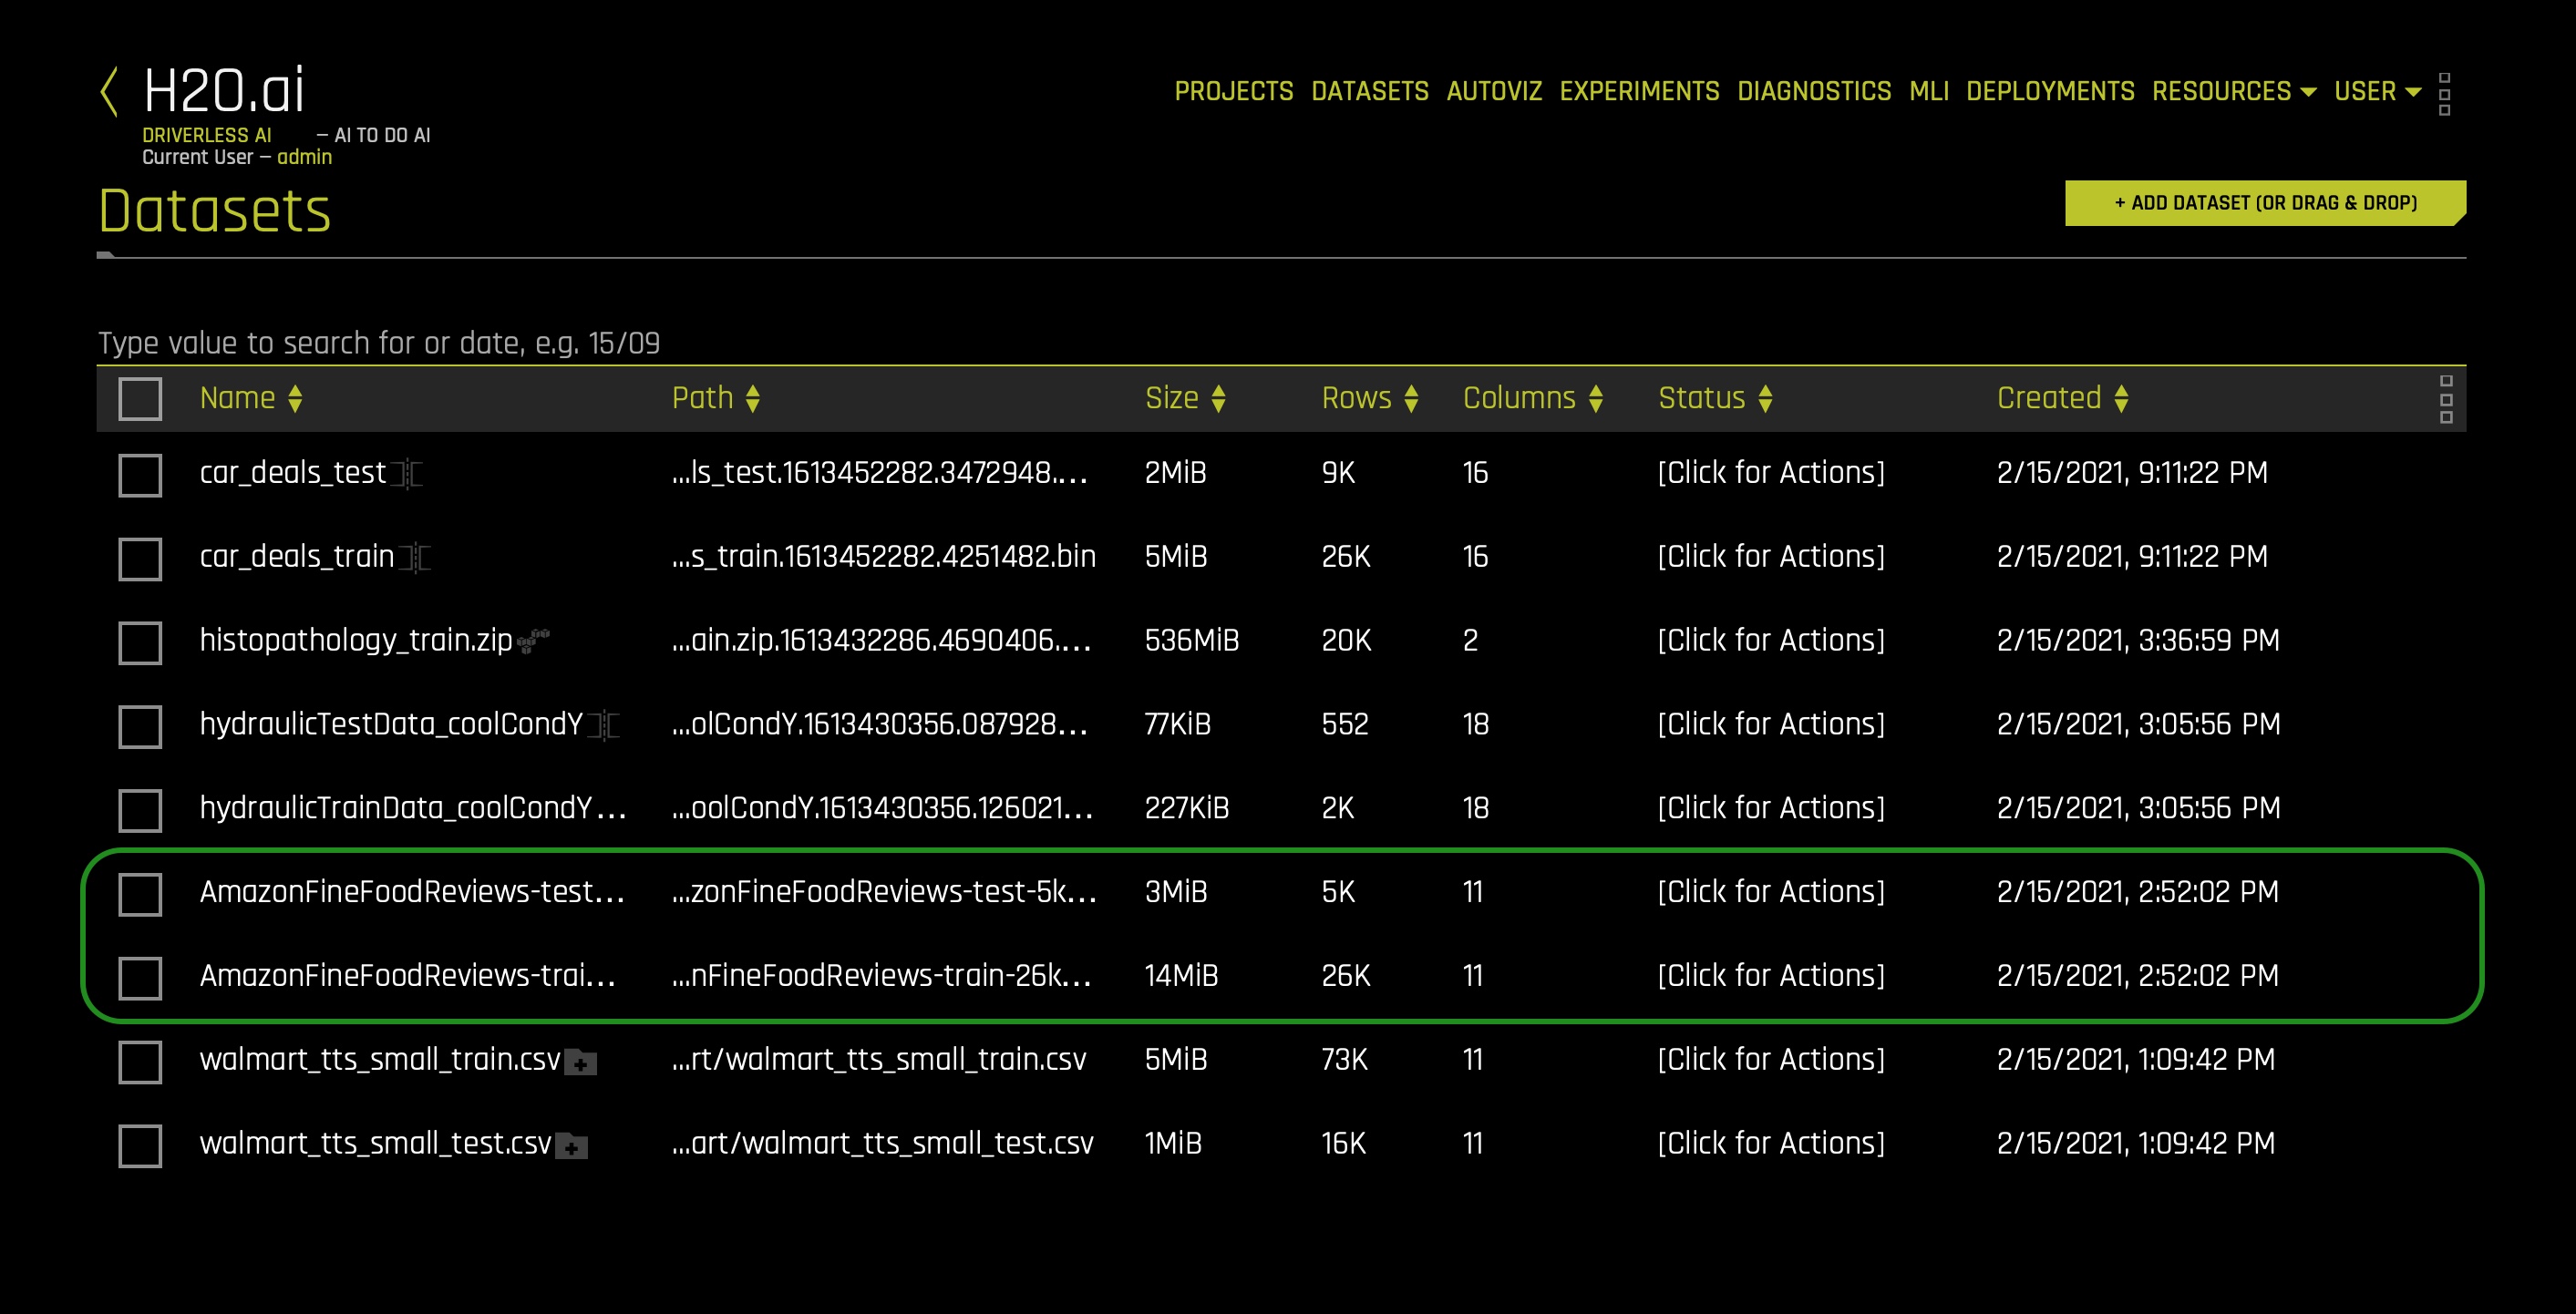 H2O.ai
PROJECTS DATASETS AUTOVIZ EXPERIMENTS DIAGNOSTICS MLI DEPLOYMENTS RESOURCES USER
DRIVERLESS AI — AI TO DO AI
Current User — admin
Datasets
+ ADD DATASET (OR DRAG & DROP)
Type value to search for or date, e.g. 15/09
Name Path Size Rows Columns Status Created
car_deals_test ...ls_test.1613452282.3472948.... 2MiB 9K 16 [Click for Actions] 2/15/2021, 9:11:22 PM
car_deals_train ...s_train.1613452282.4251482.bin 5MiB 26K 16 [Click for Actions] 2/15/2021, 9:11:22 PM
histopathology_train.zip ...ain.zip.1613432286.4690406.... 536MiB 20K 2 [Click for Actions] 2/15/2021, 3:36:59 PM
hydraulicTestData_coolCondY ...olCondY.1613430356.087928... 77KiB 552 18 [Click for Actions] 2/15/2021, 3:05:56 PM
hydraulicTrainData_coolCondY... ...oolCondY.1613430356.126021... 227KiB 2K 18 [Click for Actions] 2/15/2021, 3:05:56 PM
AmazonFineFoodReviews-test... ...zonFineFoodReviews-test-5k... 3MiB 5K 11 [Click for Actions] 2/15/2021, 2:52:02 PM
AmazonFineFoodReviews-trai... ...nFineFoodReviews-train-26k... 14MiB 26K 11 [Click for Actions] 2/15/2021, 2:52:02 PM
walmart_tts_small_train.csv ...rt/walmart_tts_small_train.csv 5MiB 73K 11 [Click for Actions] 2/15/2021, 1:09:42 PM
walmart_tts_small_test.csv ...art/walmart_tts_small_test.csv 1MiB 16K 11 [Click for Actions] 2/15/2021, 1:09:42 PM